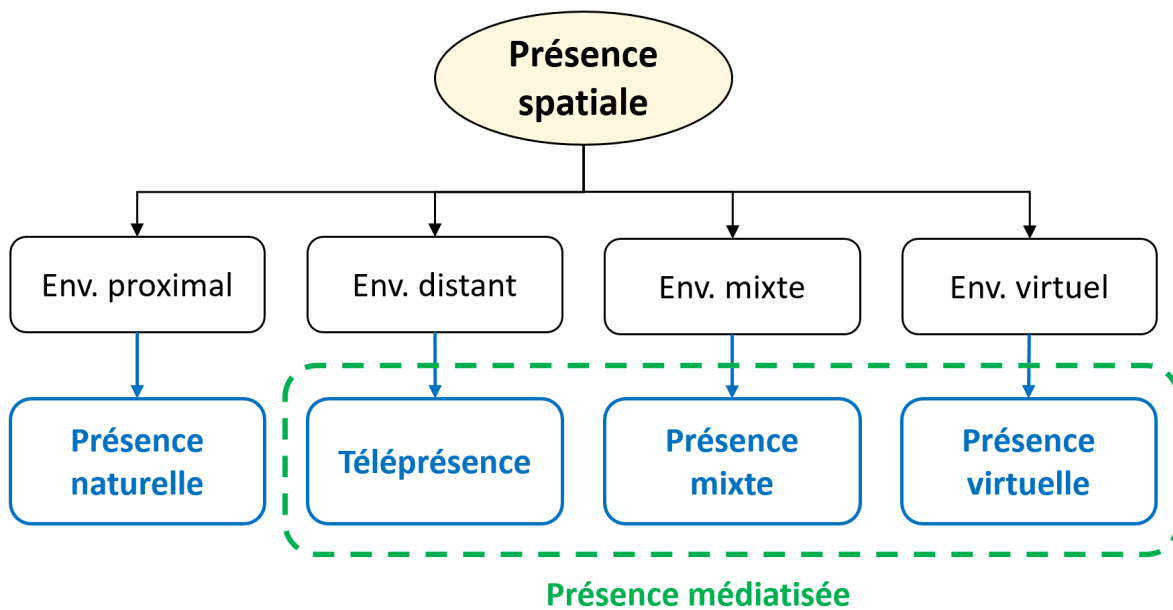 Présence
spatiale
Env. proximal
Env. distant
Env. mixte
Env. virtuel
Présence
naturelle
Téléprésence
Présence
mixte
Présence
virtuelle
Présence médiatisée